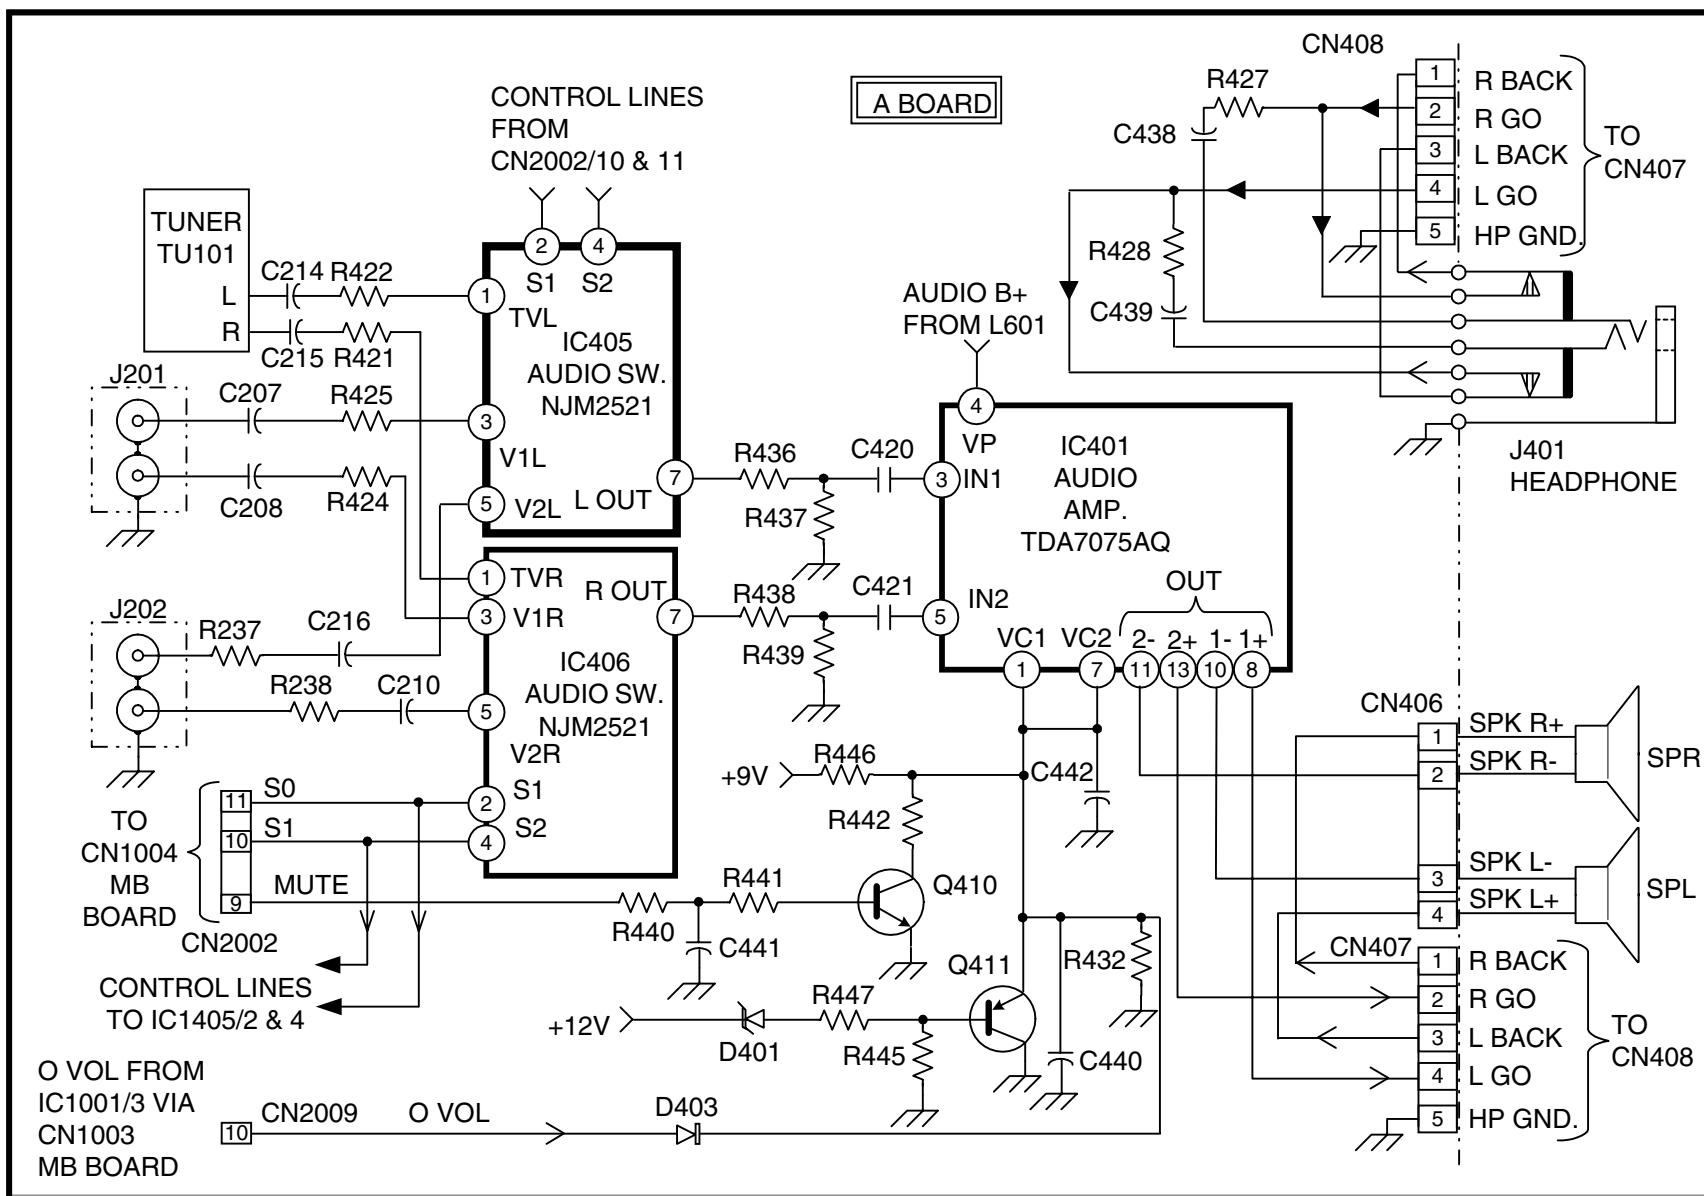 CONTROL LINES
FROM
CN2002/10 & 11
A BOARD
CN408
R427
C438
1
R BACK
2
R GO
3
L BACK
4
L GO
5
HP GND.
TO
CN407
R428
C439
J401
HEADPHONE
TUNER
TU101
L
R
C214
R422
C215
R421
J201
C207
R425
C208
R424
2
4
S1
S2
1
TVL
IC405
AUDIO SW.
NJM2521
3
V1L
5
V2L
L OUT
7
AUDIO B+
FROM L601
4
VP
IC401
AUDIO
AMP.
TDA7075AQ
R436
C420
3
IN1
R437
1
TVR
R OUT
3
V1R
7
R438
C421
5
IN2
R439
OUT
VC1
VC2
2-
2+
1-
1+
1
7
11
13
10
8
J202
R237
C216
R238
C210
IC406
AUDIO SW.
NJM2521
5
V2R
2
S1
4
S2
11
S0
10
S1
9
MUTE
TO
CN1004
MB
BOARD
CN2002
CONTROL LINES
TO IC1405/2 & 4
+9V
R446
C442
R442
R441
Q410
R440
C441
Q411
R432
+12V
D401
R447
R445
C440
CN406
1
SPK R+
2
SPK R-
SPR
3
SPK L-
4
SPK L+
SPL
CN407
1
R BACK
2
R GO
3
L BACK
4
L GO
5
HP GND.
TO
CN408
O VOL FROM
IC1001/3 VIA
CN1003
MB BOARD
10
CN2009
O VOL
D403